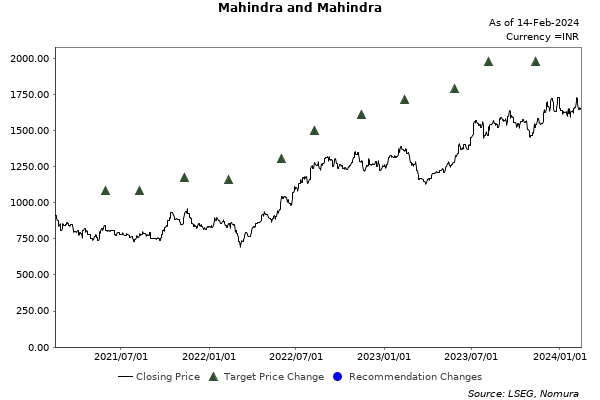 Mahindra and Mahindra
As of 14-Feb-2024
Currency =INR
2000.00
1750.00
1500.00
1250.00
1000.00
750.00
500.00
250.00
0.00
2021/07/01 2022/01/01 2022/07/01 2023/01/01 2023/07/01 2024/01/01
Closing Price Target Price Change Recommendation Changes
Source: LSEG, Nomura